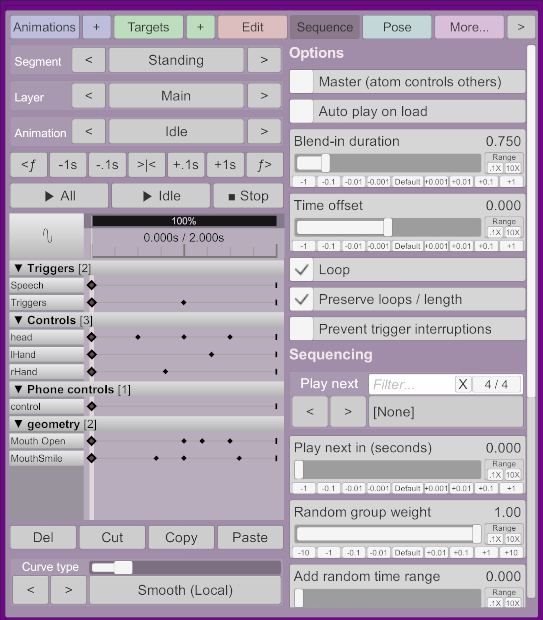 Animations + Targets + Edit Sequence Pose More... >
Segment < Standing >
Layer < Main >
Animation < Idle >
<ƒ -1s -.1s >|< +.1s +1s ƒ>
▶ All ▶ Idle ■ Stop
100%
0.000s / 2.000s
▼ Triggers [2]
Speech
Triggers
▼ Controls [3]
head
lHand
rHand
▼ Phone controls [1]
control
▼ geometry [2]
Mouth Open
MouthSmile
Del Cut Copy Paste
Curve type
< > Smooth (Local)
Options
Master (atom controls others)
Auto play on load
Blend-in duration 0.750
Range
.1X 10X
-1 -0.1 -0.01 -0.001 Default +0.001 +0.01 +0.1 +1
Time offset 0.000
Range
.1X 10X
-1 -0.1 -0.01 -0.001 Default +0.001 +0.01 +0.1 +1
Loop
Preserve loops / length
Prevent trigger interruptions
Sequencing
Play next Filter... X 4 / 4
< > [None]
Play next in (seconds) 0.000
Range
.1X 10X
-1 -0.1 -0.01 -0.001 Default +0.001 +0.01 +0.1 +1
Random group weight 1.00
Range
.1X 10X
-10 -1 -0.1 -0.01 Default +0.01 +0.1 +1 +10
Add random time range 0.000
Range
.1X 10X